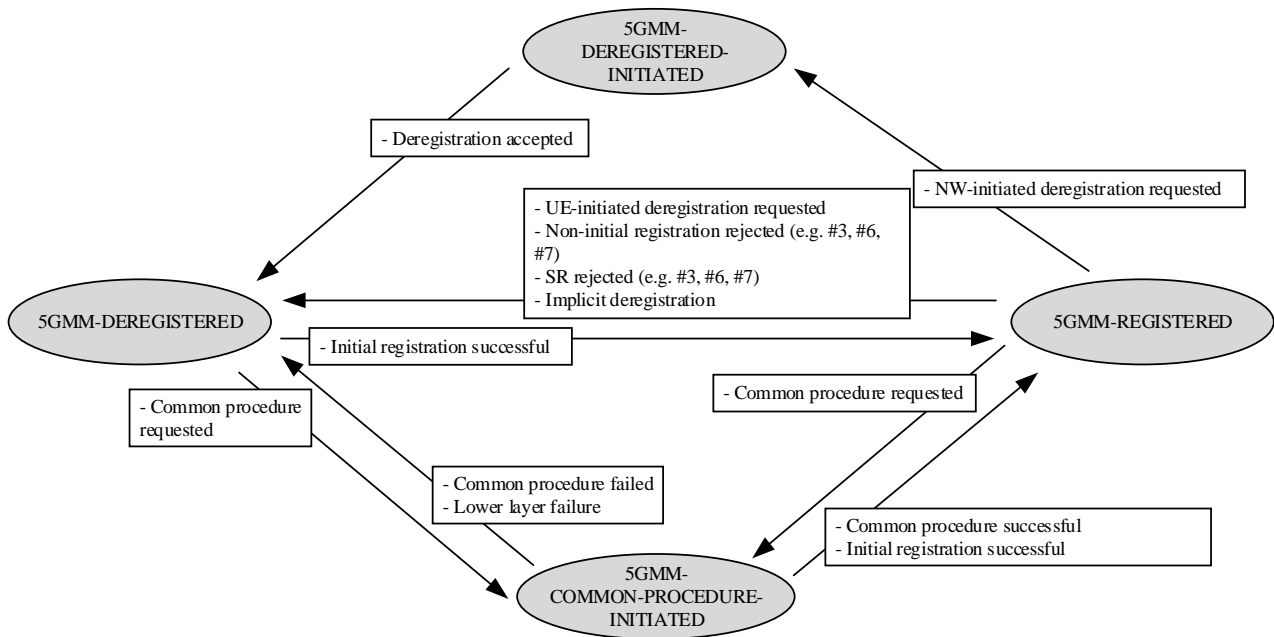 5GMM-
DEREGISTERED-
INITIATED
- Deregistration accepted
- NW-initiated deregistration requested
- UE-initiated deregistration requested
- Non-initial registration rejected (e.g. #3, #6,
#7)
- SR rejected (e.g. #3, #6, #7)
- Implicit deregistration
5GMM-DEREGISTERED
5GMM-REGISTERED
- Initial registration successful
- Common procedure
requested
- Common procedure requested
- Common procedure failed
- Lower layer failure
- Common procedure successful
- Initial registration successful
5GMM-
COMMON-PROCEDURE-
INITIATED